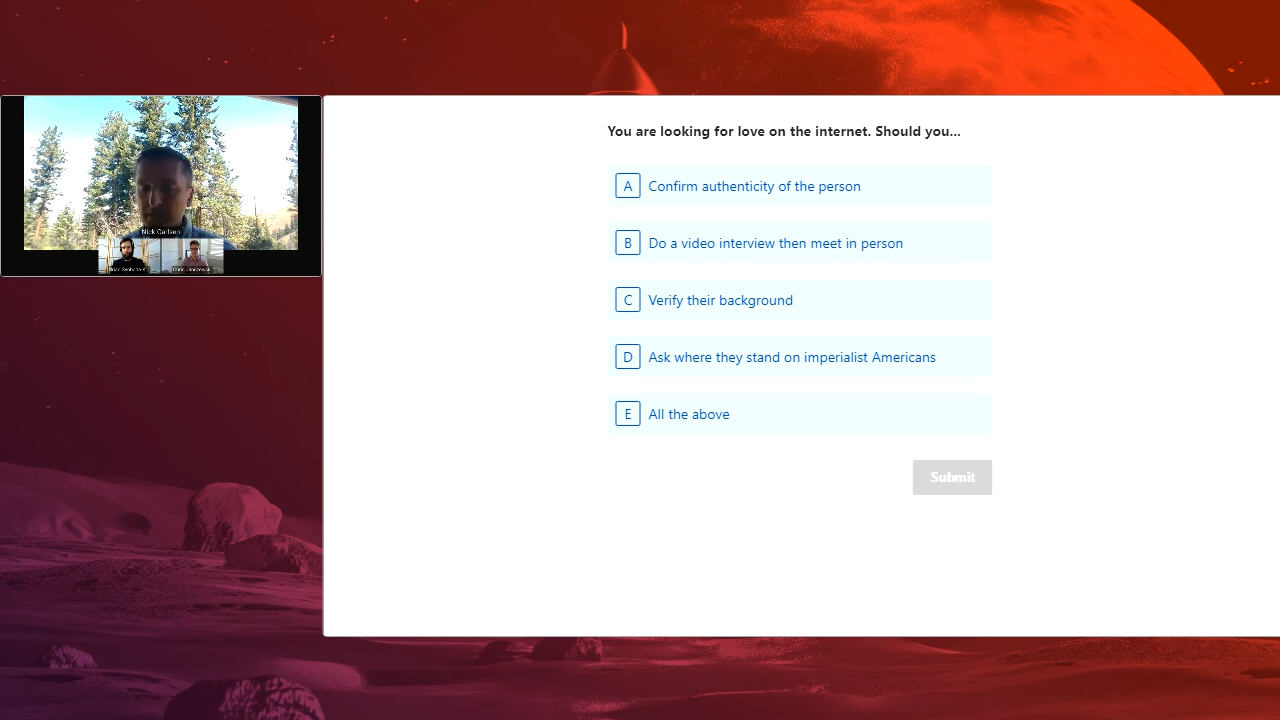 You are looking for love on the internet. Should you...
A Confirm authenticity of the person
B Do a video interview then meet in person
C Verify their background
D Ask where they stand on imperialist Americans
E All the above
Submit
Nick Carlsen